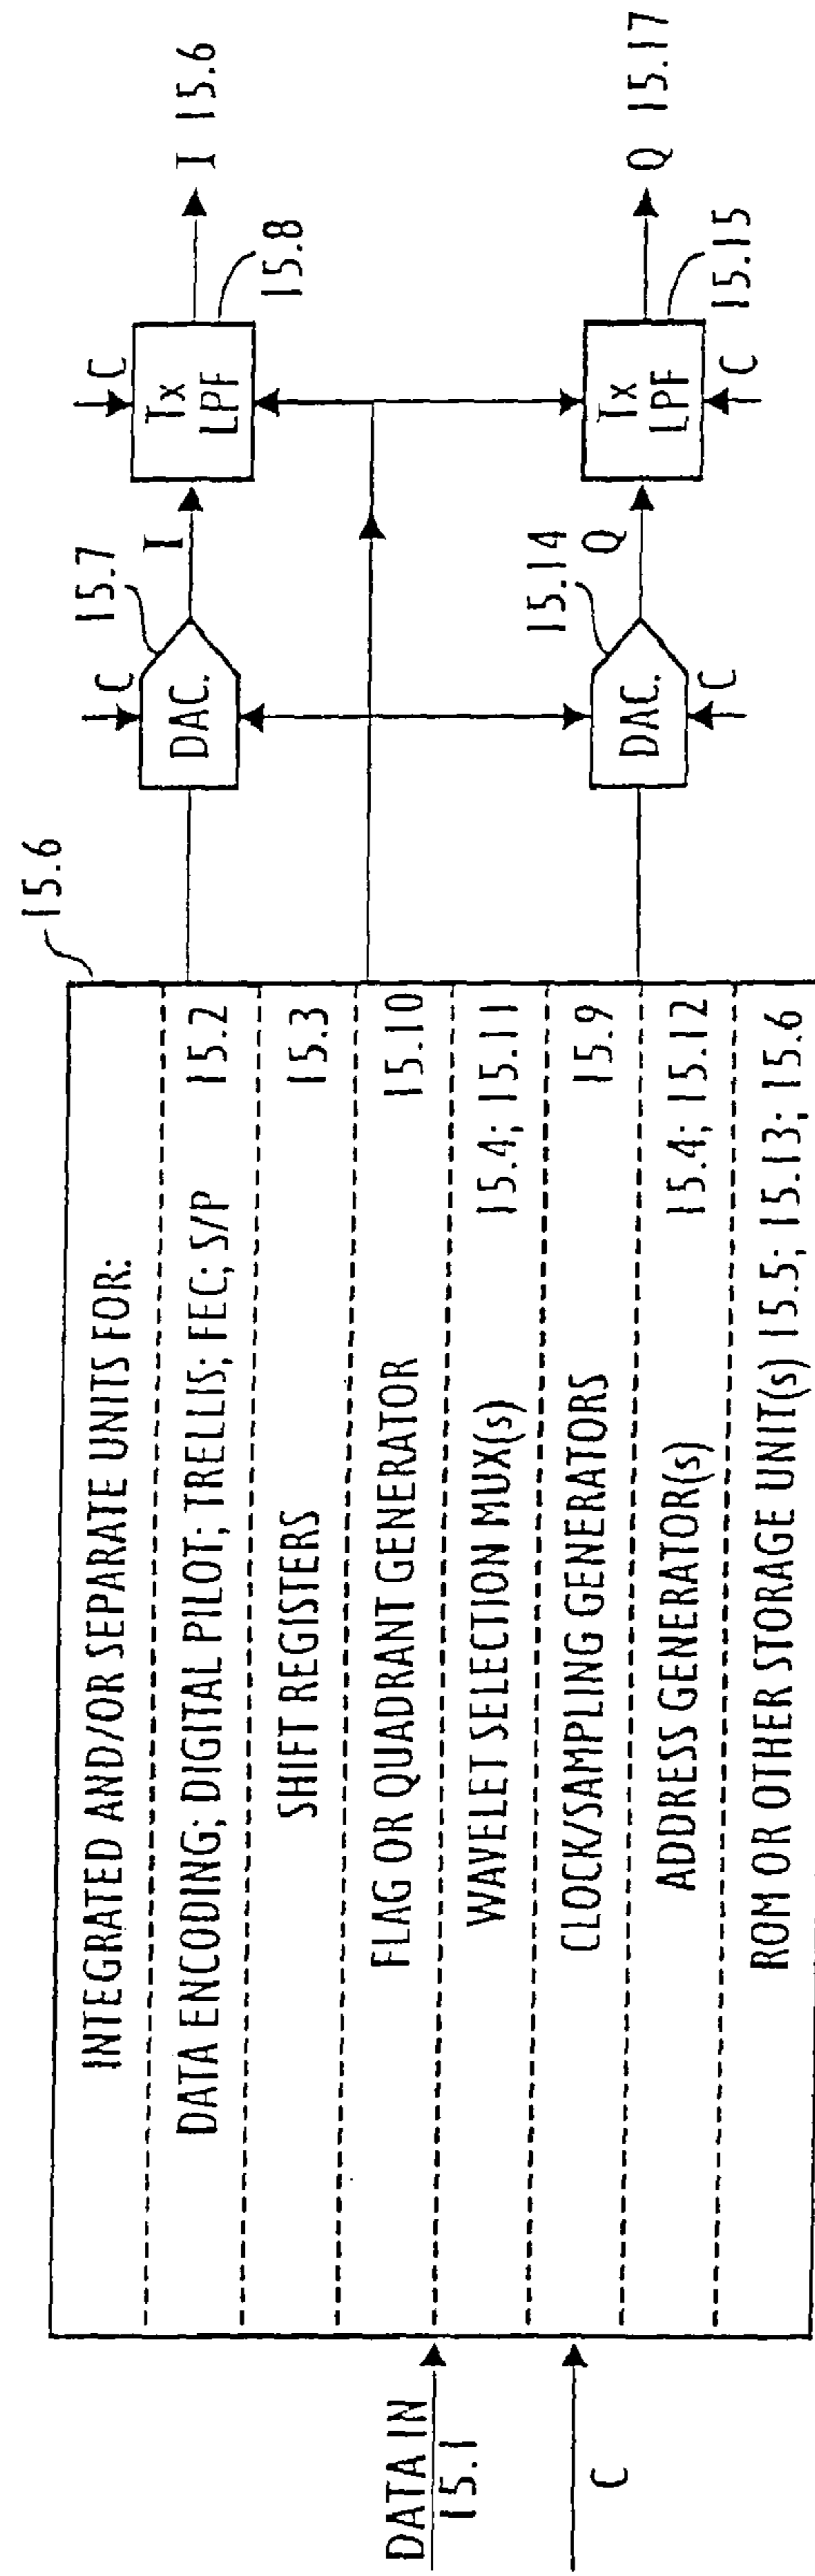 DATA IN
15.1
C
15.6
INTEGRATED AND/OR SEPARATE UNITS FOR:
DATA ENCODING; DIGITAL PILOT; TRELLIS; FEC; S/P 15.2
SHIFT REGISTERS 15.3
FLAG OR QUADRANT GENERATOR 15.10
WAVELET SELECTION MUX(s) 15.4; 15.11
CLOCK/SAMPLING GENERATORS 15.9
ADDRESS GENERATOR(s) 15.4; 15.12
ROM OR OTHER STORAGE UNIT(s) 15.5; 15.13; 15.6
C
15.7
DAC.
I
C
Tx
LPF
15.8
I 15.6
15.14
DAC.
C
Q
Tx
LPF
C
15.15
Q 15.17